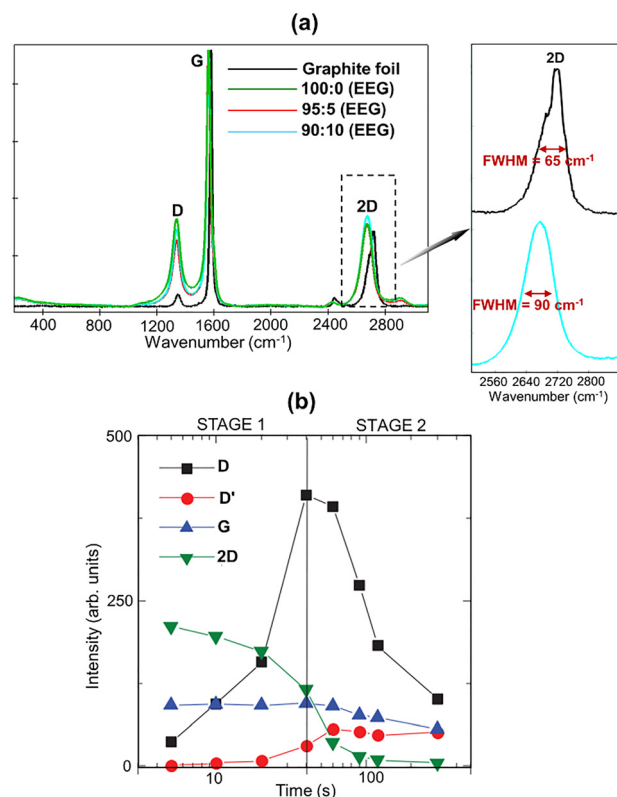 (a)
G
D
2D
Graphite foil
100:0 (EEG)
95:5 (EEG)
90:10 (EEG)
400 800 1200 1600 2000 2400 2800
Wavenumber (cm-1)
2D
FWHM = 65 cm-1
FWHM = 90 cm-1
2560 2640 2720 2800
Wavenumber (cm-1)
(b)
STAGE 1 STAGE 2
500
250
0
Intensity (arb. units)
D
D'
G
2D
10 100
Time (s)